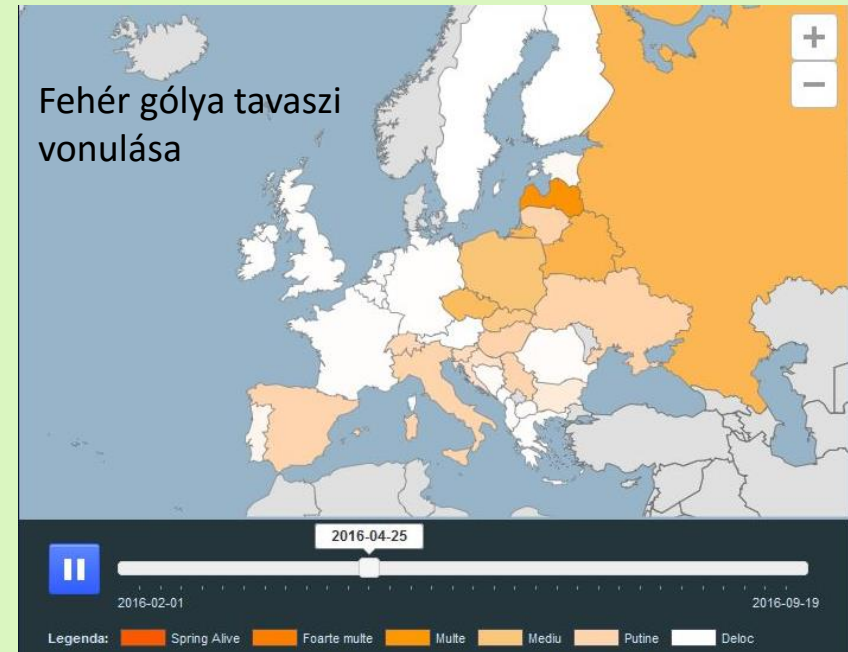 Fehér gólya tavaszi
vonulása
+
−
2016-04-25
2016-02-01 2016-09-19
Legenda: Spring Alive Foarte multe Multe Mediu Putine Deloc